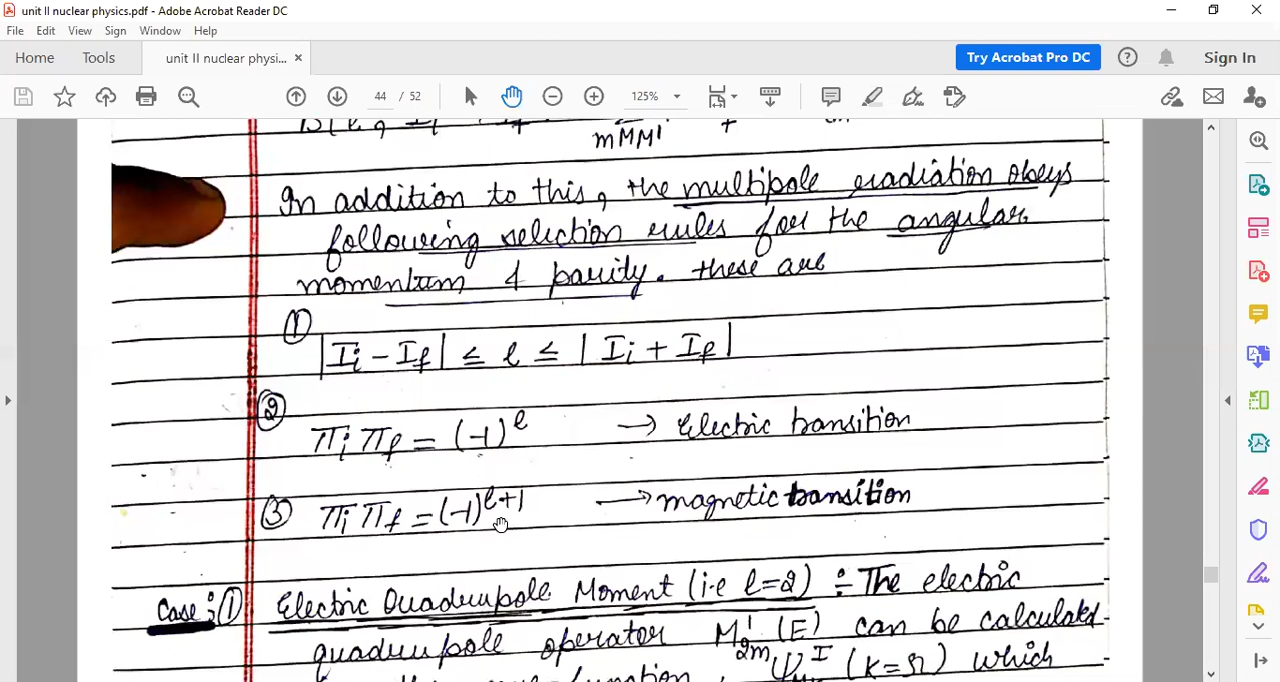 unit II nuclear physics.pdf - Adobe Acrobat Reader DC
File Edit View Sign Window Help
Home Tools unit II nuclear physi... × Try Acrobat Pro DC Sign In
44 / 52 125%
mMM'
In addition to this, the multipole radiation obeys
following selection rules for the angular
momentum & parity. these are
① |Ii - If| ≤ l ≤ |Ii + If|
② πi πf = (-1)^l → Electric transition
③ πi πf = (-1)^l+1 → magnetic transition
Case:① Electric Quadrupole Moment (i.e l=2) ÷ The electric
quadrupole operator M'2m (E) can be calculated
function, I (K=Ω) which